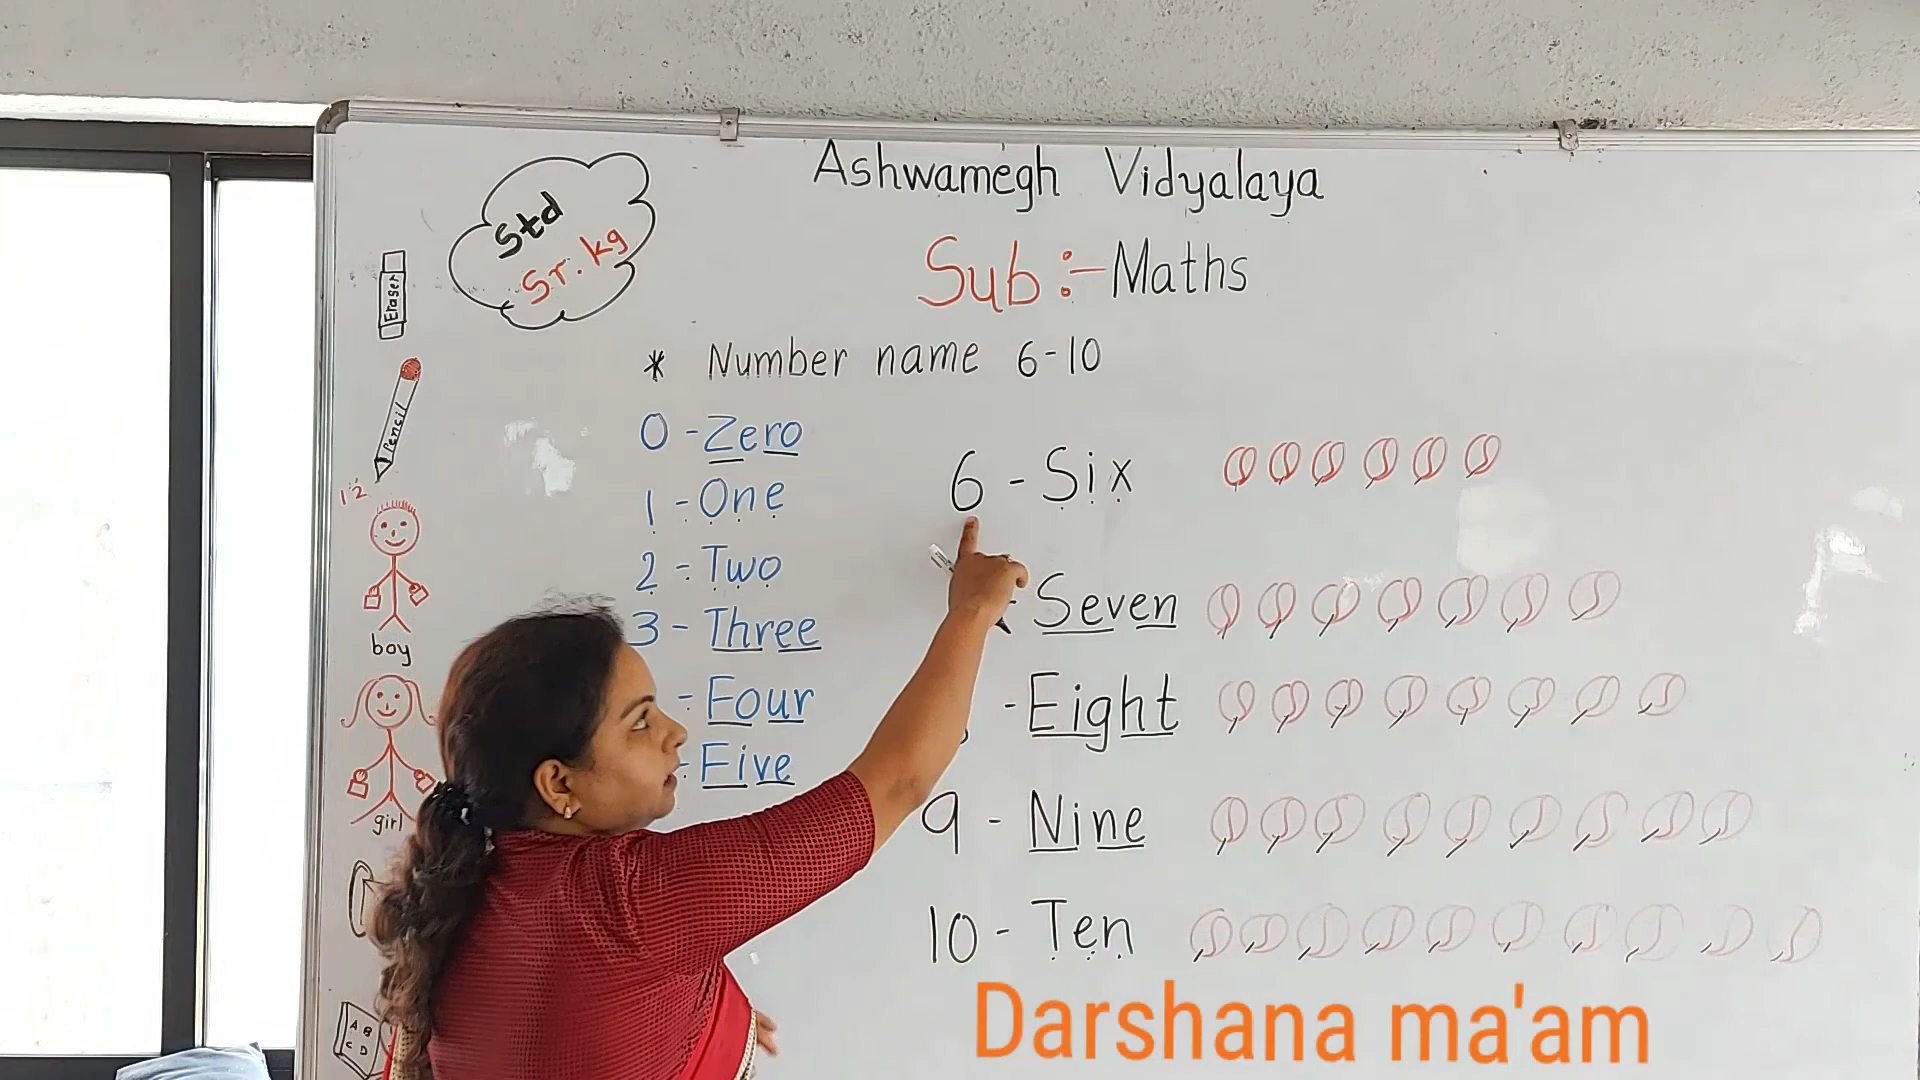 Ashwamegh Vidyalaya
Std
Sr. kg
Sub :- Maths
Eraser
* Number name 6-10
Pencil
0 - Zero
1 - One
2 - Two
3 - Three
- Four
- Five
6 - Six
- Seven
- Eight
9 - Nine
10 - Ten
12
boy
girl
A B
C D
Darshana ma'am